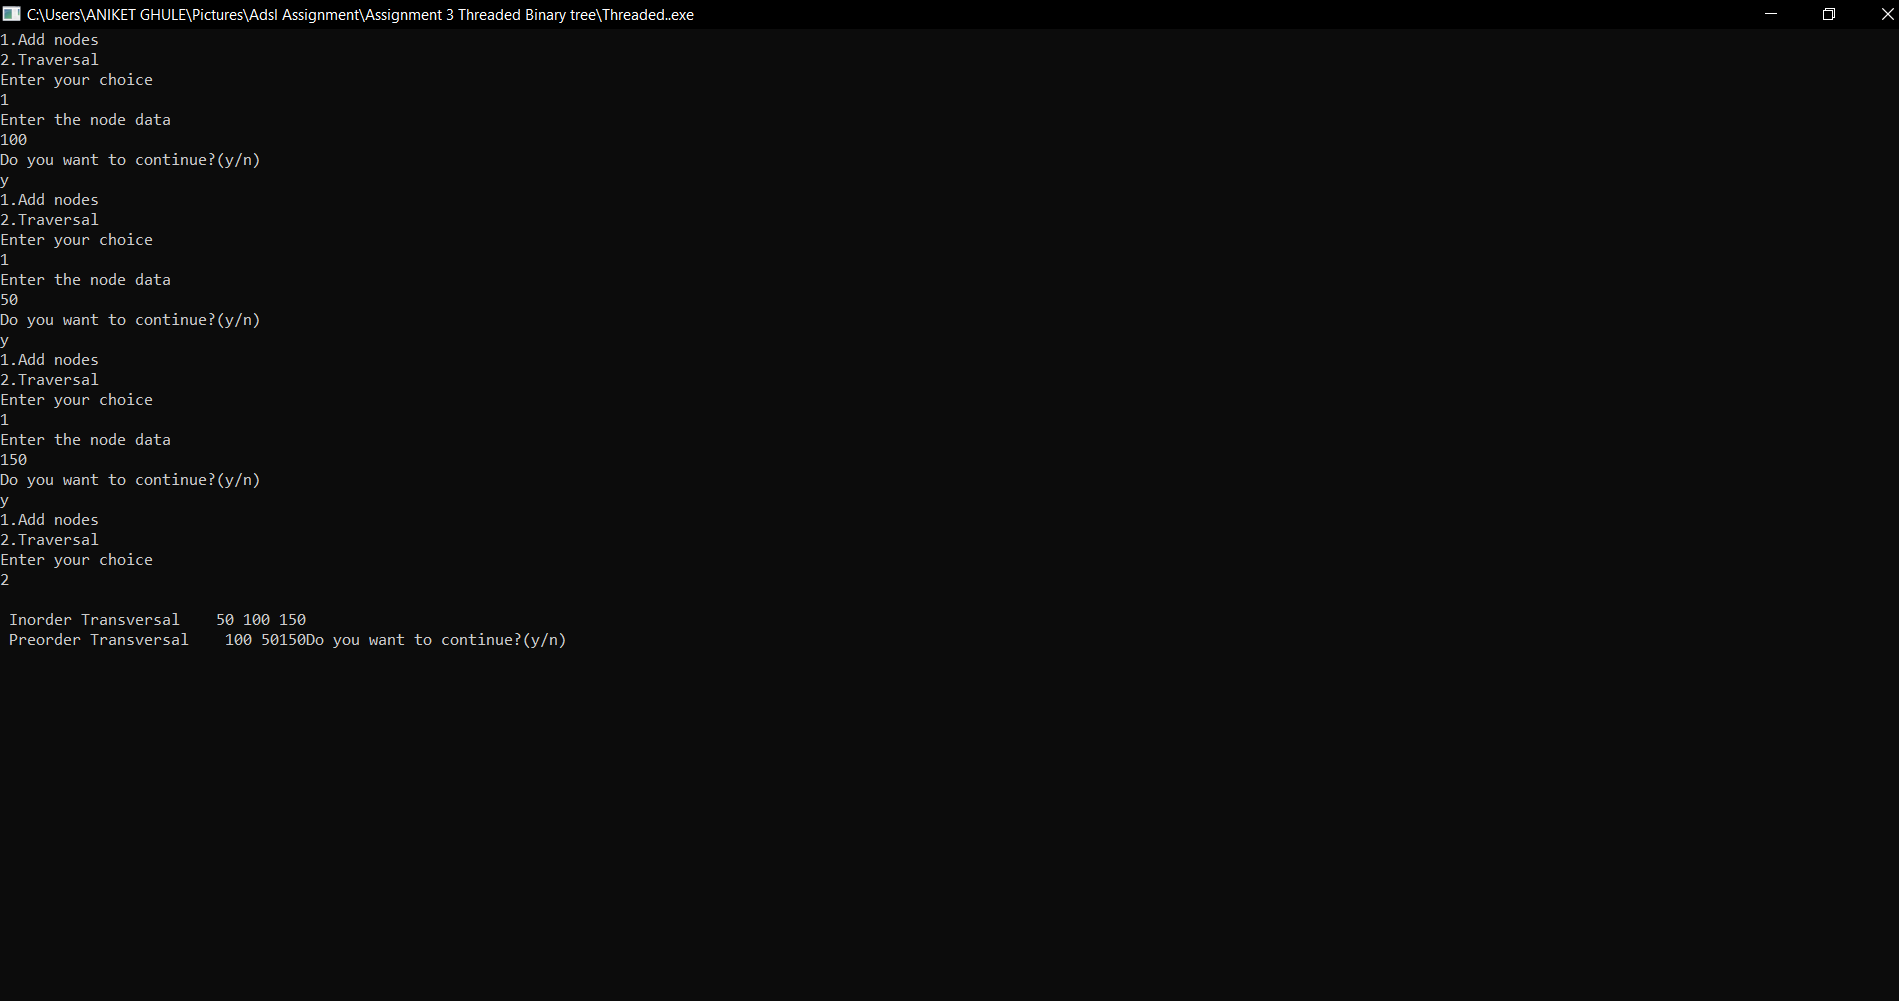 C:\Users\ANIKET GHULE\Pictures\Adsl Assignment\Assignment 3 Threaded Binary tree\Threaded..exe
1.Add nodes
2.Traversal
Enter your choice
1
Enter the node data
100
Do you want to continue?(y/n)
y
1.Add nodes
2.Traversal
Enter your choice
1
Enter the node data
50
Do you want to continue?(y/n)
y
1.Add nodes
2.Traversal
Enter your choice
1
Enter the node data
150
Do you want to continue?(y/n)
y
1.Add nodes
2.Traversal
Enter your choice
2
Inorder Transversal    50 100 150
Preorder Transversal    100 50150Do you want to continue?(y/n)